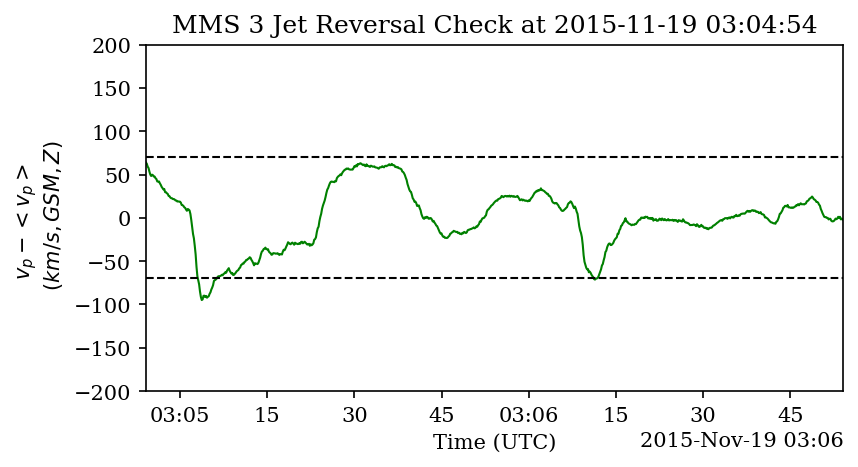 MMS 3 Jet Reversal Check at 2015-11-19 03:04:54
200
150
100
50
0
−50
−100
−150
−200
v_p − < v_p >
(km/s, GSM, Z)
03:05 15 30 45 03:06 15 30 45
Time (UTC)
2015-Nov-19 03:06